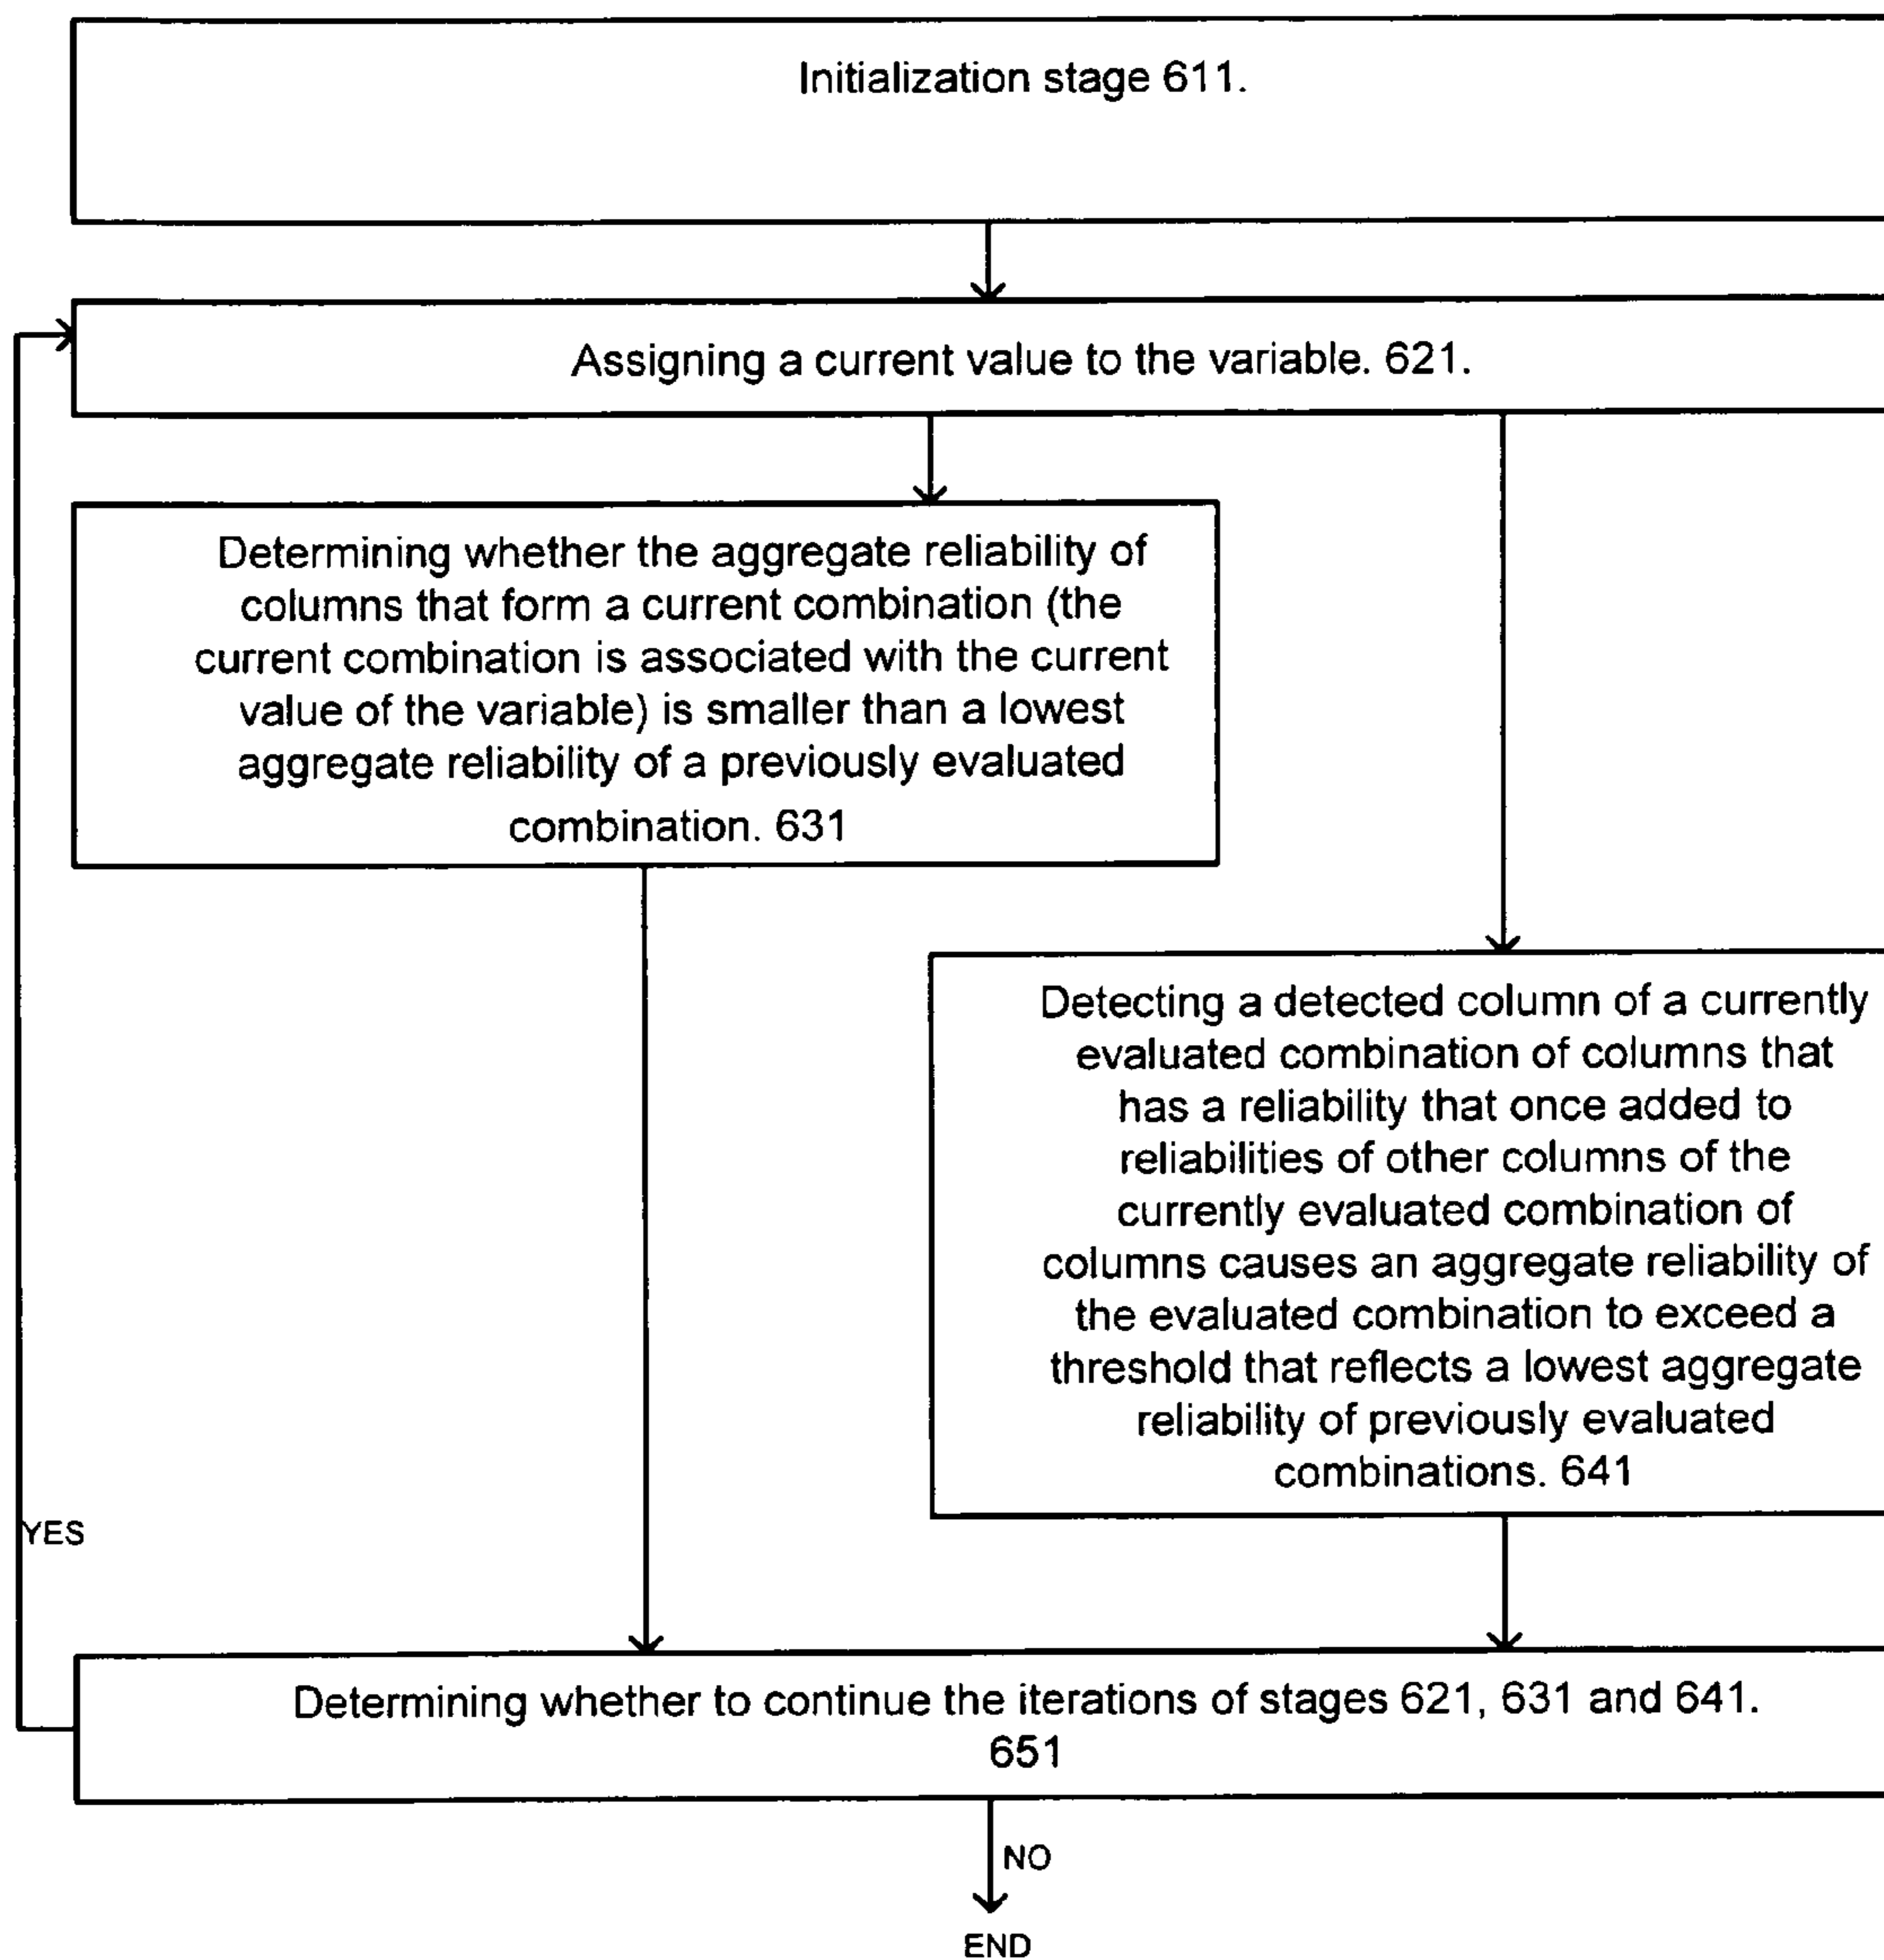 Initialization stage 611.
Assigning a current value to the variable. 621.
Determining whether the aggregate reliability of
columns that form a current combination (the
current combination is associated with the current
value of the variable) is smaller than a lowest
aggregate reliability of a previously evaluated
combination. 631
Detecting a detected column of a currently
evaluated combination of columns that
has a reliability that once added to
reliabilities of other columns of the
currently evaluated combination of
columns causes an aggregate reliability of
the evaluated combination to exceed a
threshold that reflects a lowest aggregate
reliability of previously evaluated
combinations. 641
YES
Determining whether to continue the iterations of stages 621, 631 and 641.
651
NO
END